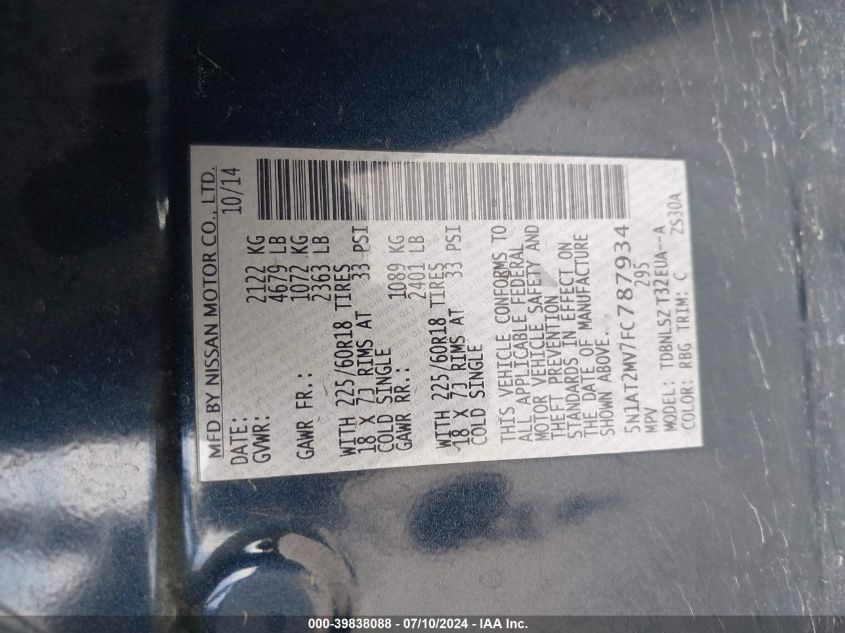 MFD BY NISSAN MOTOR CO., LTD.
DATE: 10/14
GVWR: 2122 KG
4679 LB
GAWR FR.: 1072 KG
2363 LB
WITH 225/60R18 TIRES
18 X 7J RIMS AT 33 PSI
COLD SINGLE
GAWR RR.: 1089 KG
2401 LB
WITH 225/60R18 TIRES
18 X 7J RIMS AT 33 PSI
COLD SINGLE
THIS VEHICLE CONFORMS TO
ALL APPLICABLE FEDERAL
MOTOR VEHICLE SAFETY AND
THEFT PREVENTION
STANDARDS IN EFFECT ON
THE DATE OF MANUFACTURE
SHOWN ABOVE.
5N1AT2MV7FC787934
MPV 295
MODEL: TDBNLSZ T32EUA--A
COLOR: RBG TRIM: C ZS30A
000-39838088 - 07/10/2024 - IAA Inc.